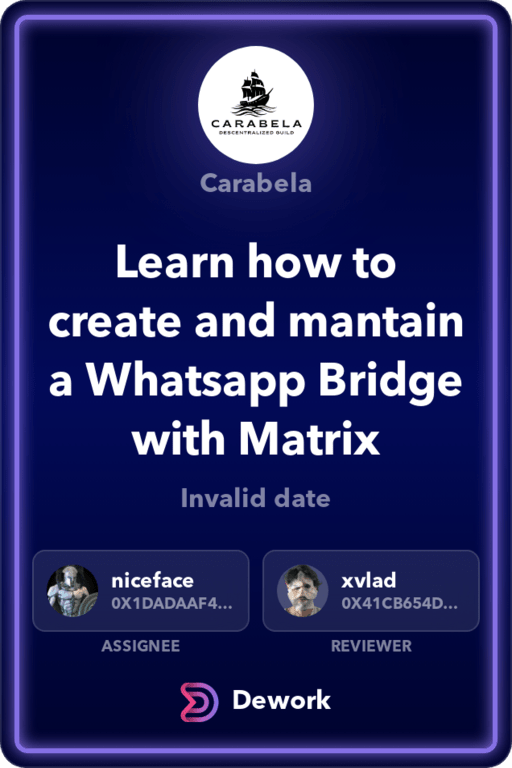 CARABELA
DESCENTRALIZED GUILD
Carabela
Learn how to
create and mantain
a Whatsapp Bridge
with Matrix
Invalid date
niceface
0X1DADAAF4...
xvlad
0X41CB654D...
ASSIGNEE
REVIEWER
Dework